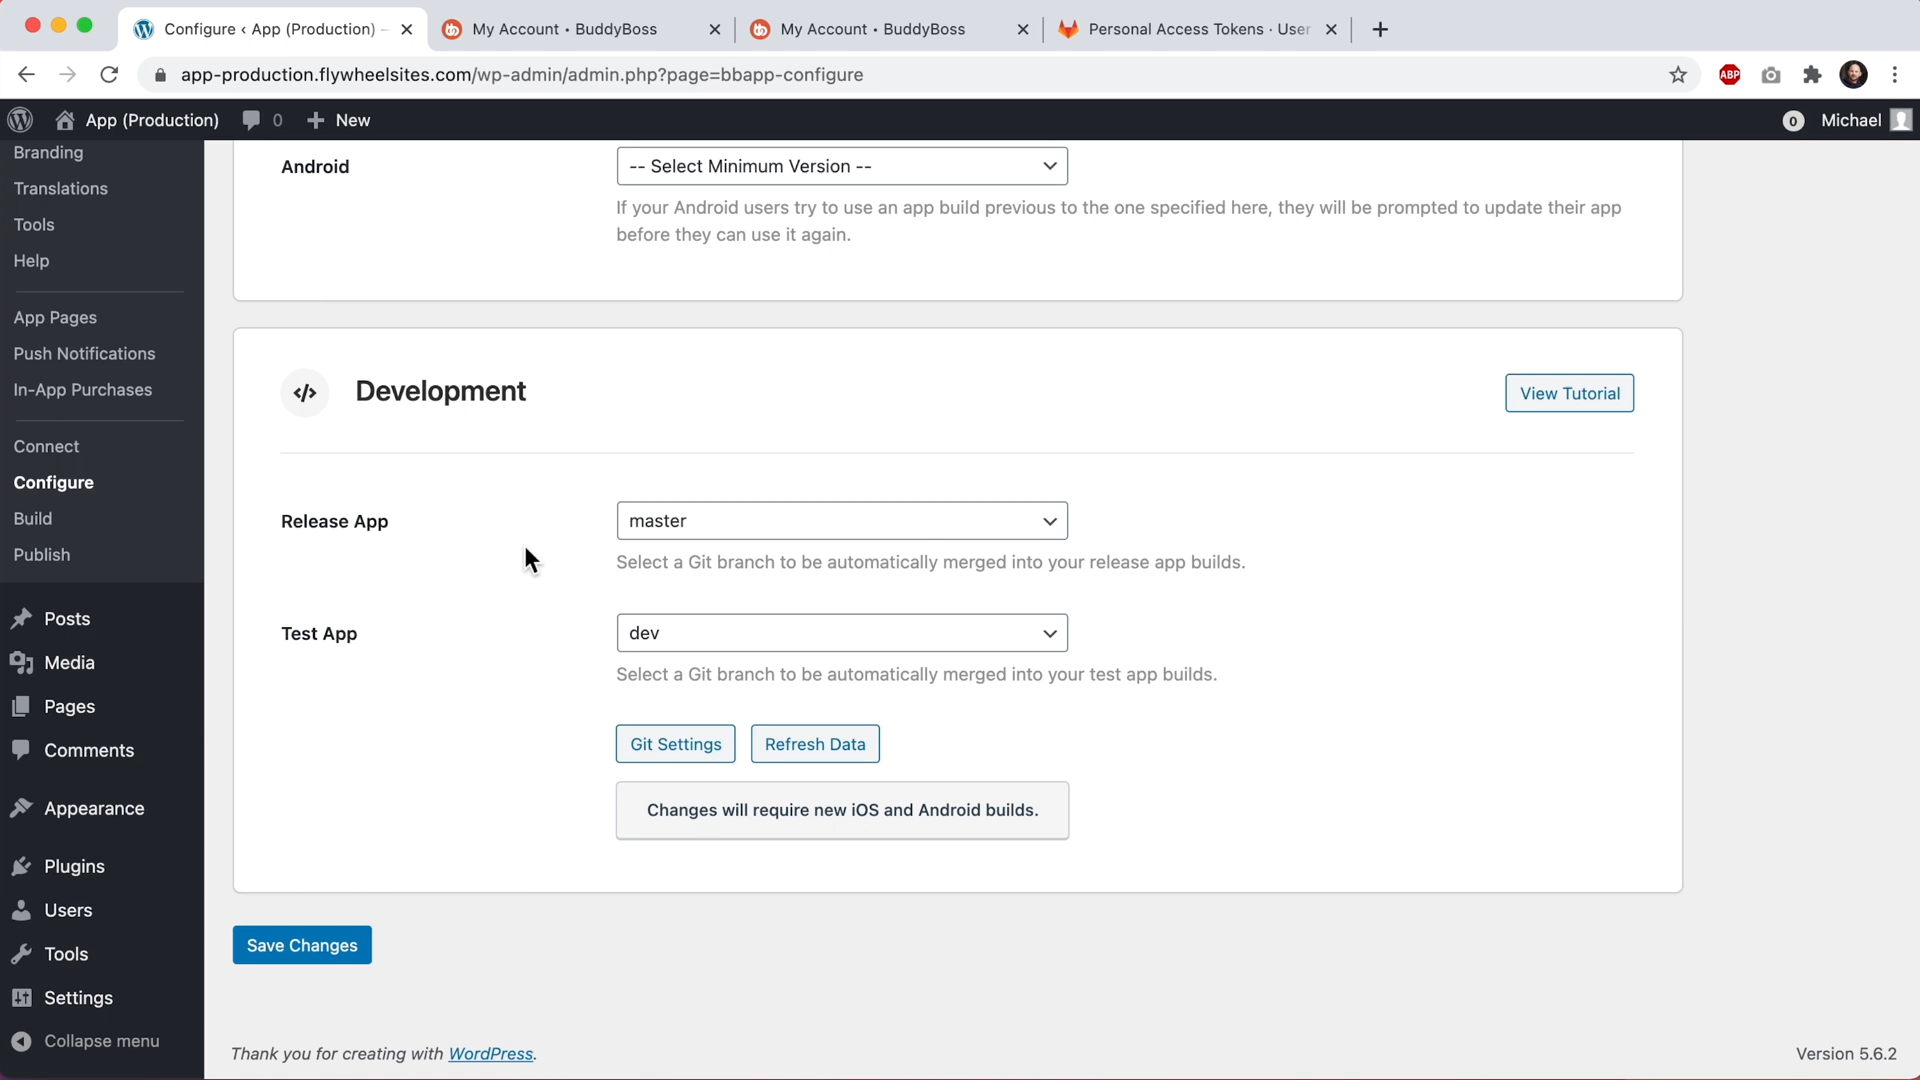 Configure ‹ App (Production) –
My Account • BuddyBoss
My Account • BuddyBoss
Personal Access Tokens · User
app-production.flywheelsites.com/wp-admin/admin.php?page=bbapp-configure
ABP
App (Production)
0
New
0
Michael
Branding
Translations
Tools
Help
App Pages
Push Notifications
In-App Purchases
Connect
Configure
Build
Publish
Posts
Media
Pages
Comments
Appearance
Plugins
Users
Tools
Settings
Collapse menu
Android
-- Select Minimum Version --
If your Android users try to use an app build previous to the one specified here, they will be prompted to update their app
before they can use it again.
Development
View Tutorial
Release App
master
Select a Git branch to be automatically merged into your release app builds.
Test App
dev
Select a Git branch to be automatically merged into your test app builds.
Git Settings
Refresh Data
Changes will require new iOS and Android builds.
Save Changes
Thank you for creating with WordPress.
Version 5.6.2